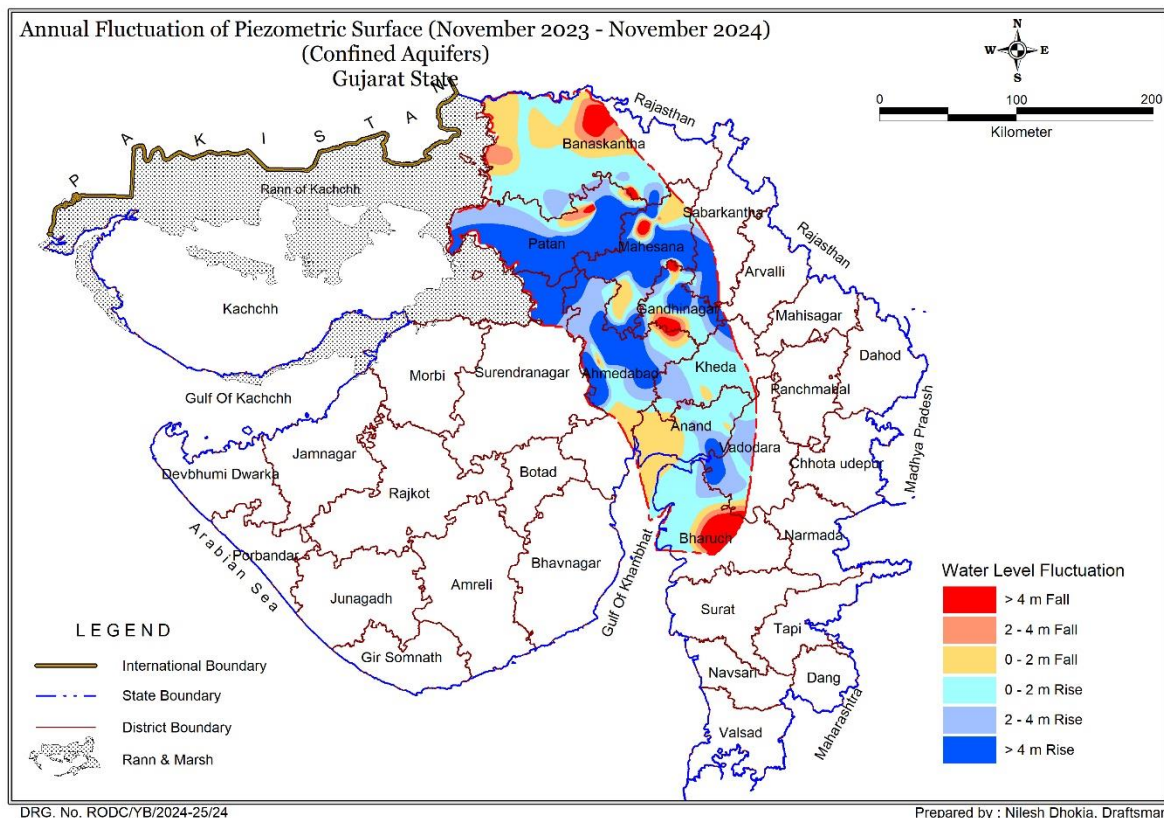 Annual Fluctuation of Piezometric Surface (November 2023 - November 2024)
(Confined Aquifers)
Gujarat State
N
W E
S
0 100 200
Kilometer
P A K I S T A N
Rajasthan
Banaskantha
Rann of Kachchh
Sabarkantha
Rajasthan
Patan
Mahesana
Arvalli
Kachchh
Gandhinagar
Mahisagar
Dahod
Morbi
Surendranagar
Ahmedabad
Kheda
Panchmahal
Gulf Of Kachchh
Anand
Vadodara
Madhya Pradesh
Jamnagar
Devbhumi Dwarka
Botad
Chhota udepur
Rajkot
Arabian Sea
Gulf Of Khambhat
Bharuch
Narmada
Porbandar
Bhavnagar
Amreli
Junagadh
Surat
Tapi
Gir Somnath
Navsari
Dang
Maharashtra
Valsad
LEGEND
International Boundary
State Boundary
District Boundary
Rann & Marsh
Water Level Fluctuation
> 4 m Fall
2 - 4 m Fall
0 - 2 m Fall
0 - 2 m Rise
2 - 4 m Rise
> 4 m Rise
DRG. No. RODC/YB/2024-25/24
Prepared by : Nilesh Dhokia, Draftsman